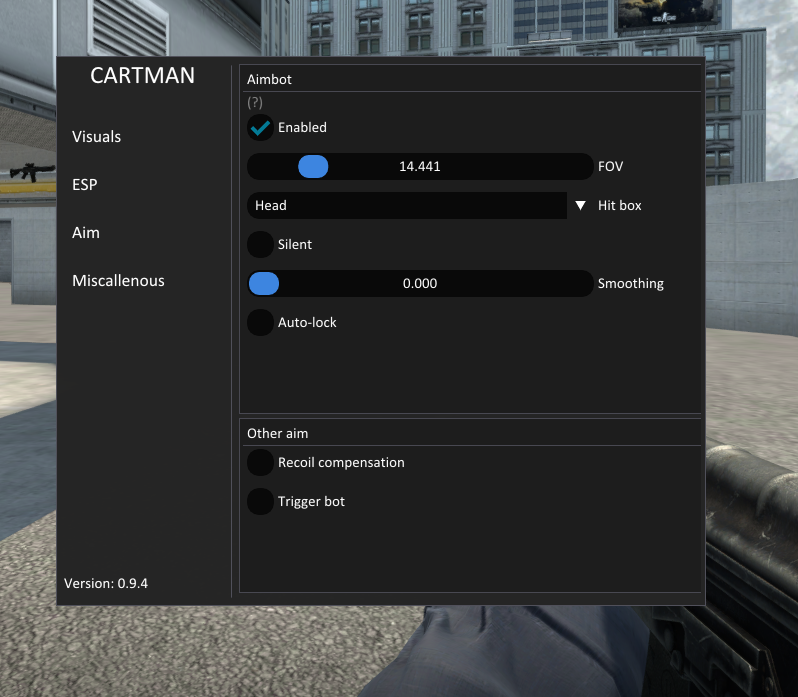 CARTMAN
Visuals
ESP
Aim
Miscallenous
Version: 0.9.4
Aimbot
(?)
Enabled
14.441 FOV
Head Hit box
Silent
0.000 Smoothing
Auto-lock
Other aim
Recoil compensation
Trigger bot